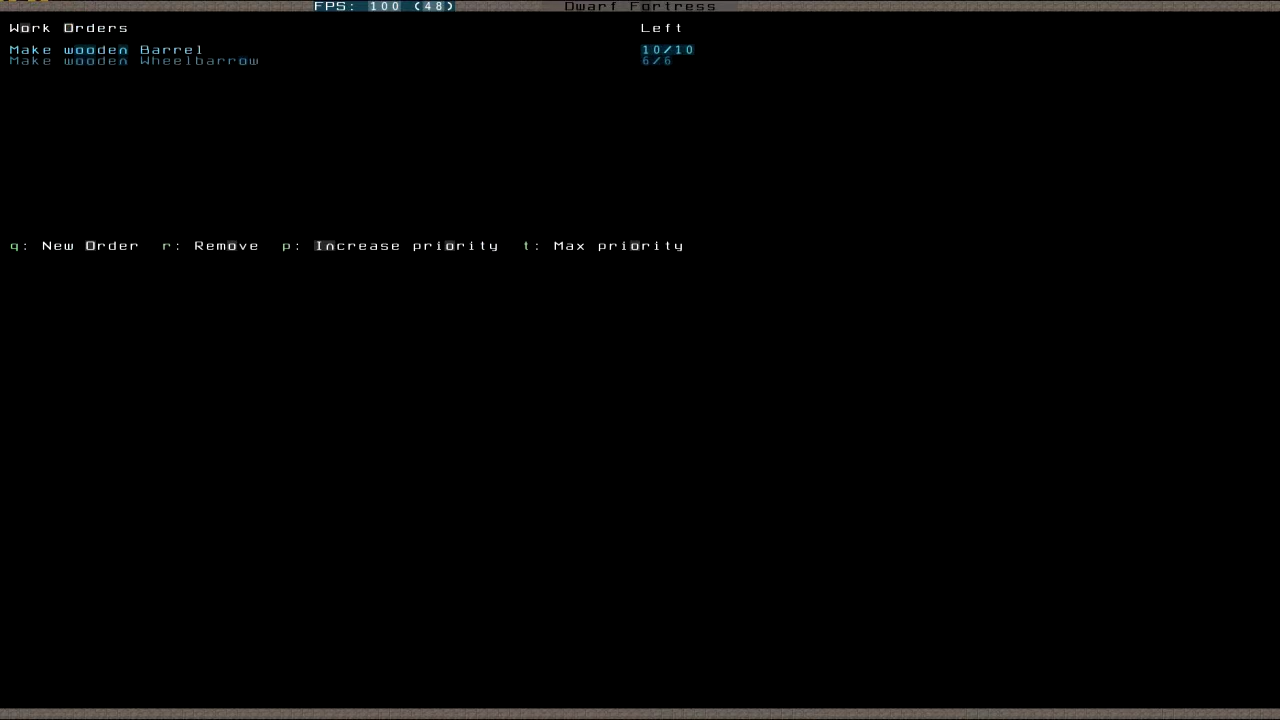 FPS: 100 (48) Dwarf Fortress
Work Orders Left
Make wooden Barrel 10/10
Make wooden Wheelbarrow 6/6
q: New Order r: Remove p: Increase priority t: Max priority